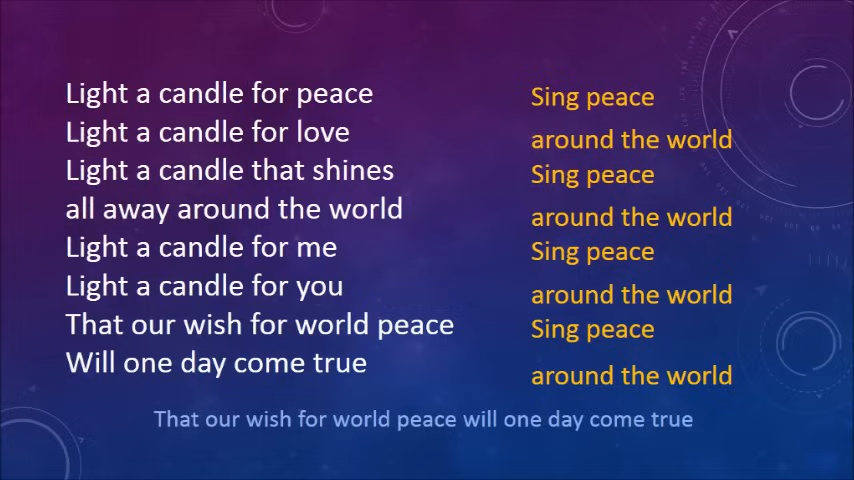 Light a candle for peace
Light a candle for love
Light a candle that shines
all away around the world
Light a candle for me
Light a candle for you
That our wish for world peace
Will one day come true
Sing peace
around the world
Sing peace
around the world
Sing peace
around the world
Sing peace
around the world
That our wish for world peace will one day come true